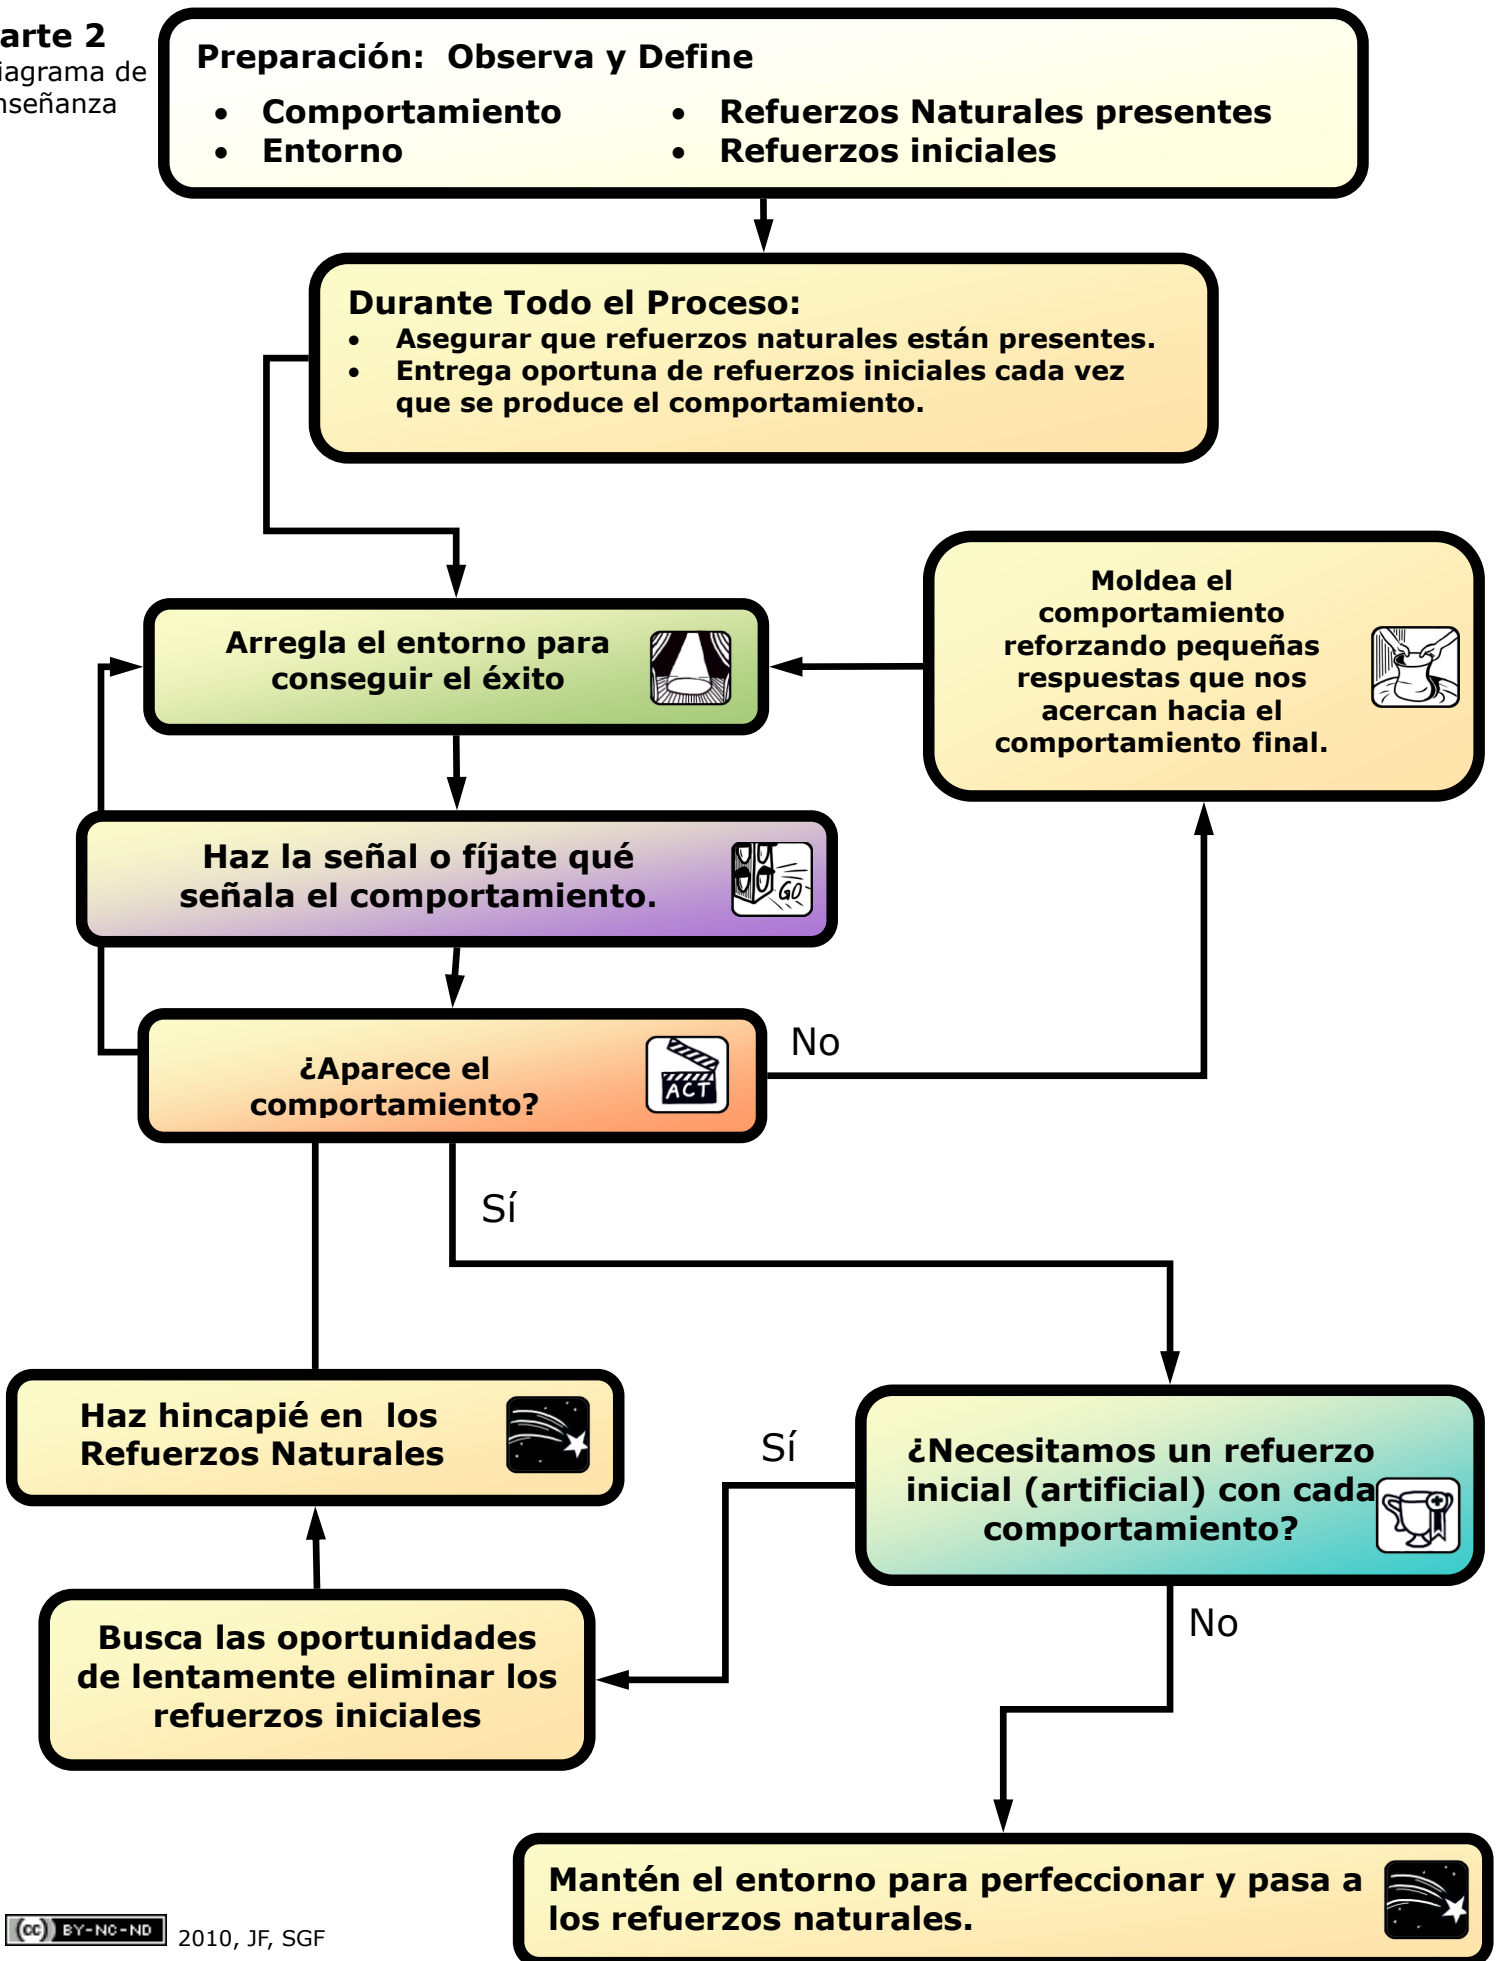 arte 2
iagrama de
nseñanza
Preparación: Observa y Define
• Comportamiento
• Entorno
• Refuerzos Naturales presentes
• Refuerzos iniciales
Durante Todo el Proceso:
• Asegurar que refuerzos naturales están presentes.
• Entrega oportuna de refuerzos iniciales cada vez
que se produce el comportamiento.
Arregla el entorno para
conseguir el éxito
Moldea el
comportamiento
reforzando pequeñas
respuestas que nos
acercan hacia el
comportamiento final.
Haz la señal o fíjate qué
señala el comportamiento.
GO
¿Aparece el
comportamiento?
ACT
No
Sí
Haz hincapié en los
Refuerzos Naturales
Sí
¿Necesitamos un refuerzo
inicial (artificial) con cada
comportamiento?
No
Busca las oportunidades
de lentamente eliminar los
refuerzos iniciales
Mantén el entorno para perfeccionar y pasa a
los refuerzos naturales.
(cc) BY-NC-ND 2010, JF, SGF